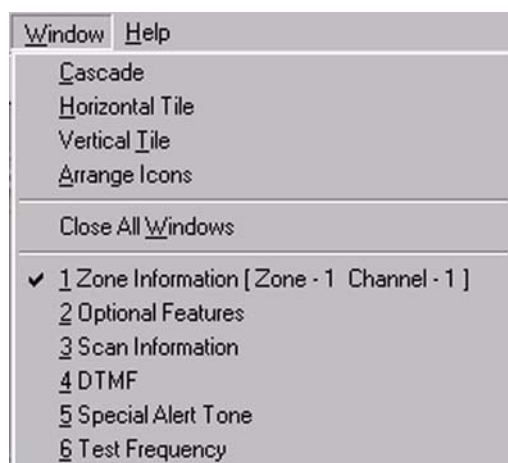 Window Help
Cascade
Horizontal Tile
Vertical Tile
Arrange Icons
Close All Windows
✔ 1 Zone Information [ Zone - 1 Channel - 1 ]
2 Optional Features
3 Scan Information
4 DTMF
5 Special Alert Tone
6 Test Frequency